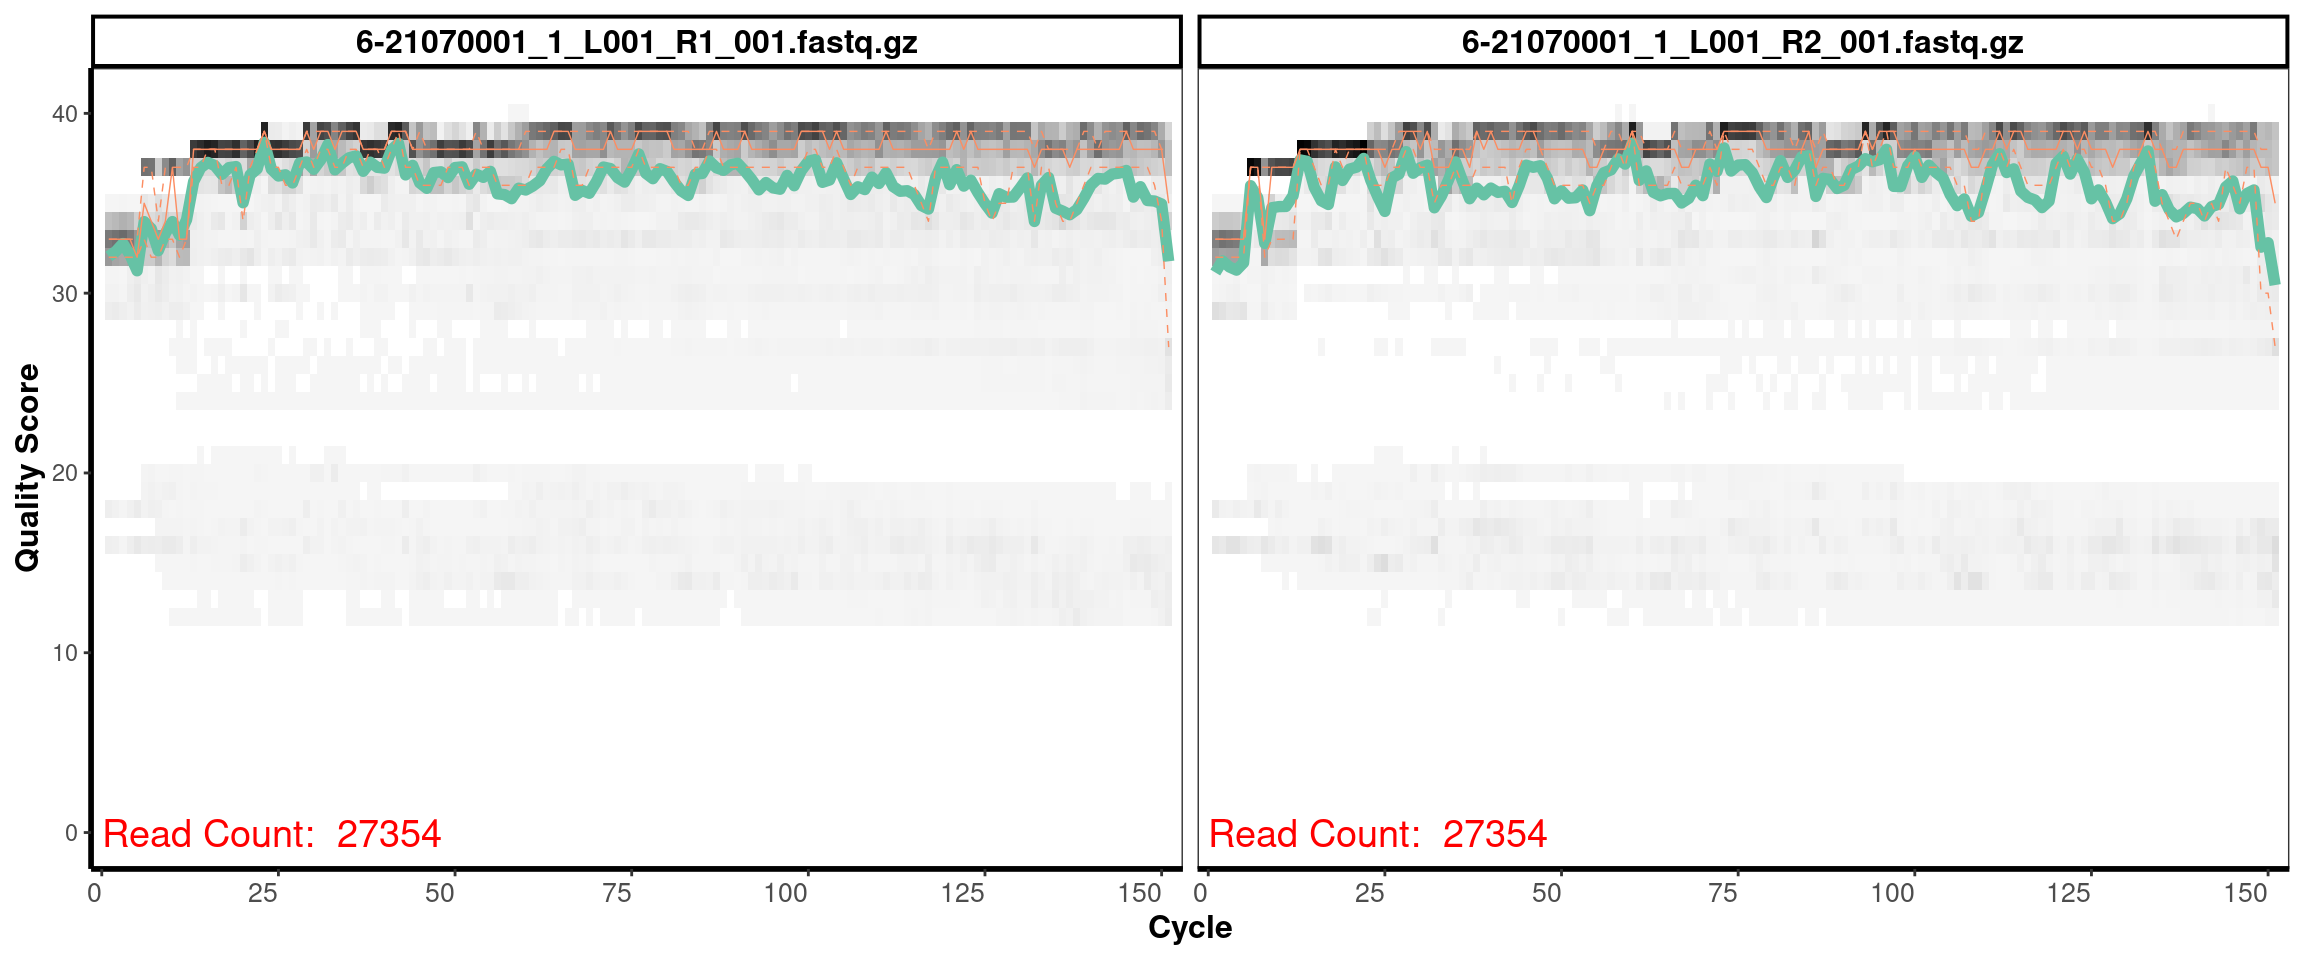 6-21070001_1_L001_R1_001.fastq.gz
6-21070001_1_L001_R2_001.fastq.gz
Quality Score
40
30
20
10
0
Read Count: 27354
Read Count: 27354
0 25 50 75 100 125 150
0 25 50 75 100 125 150
Cycle